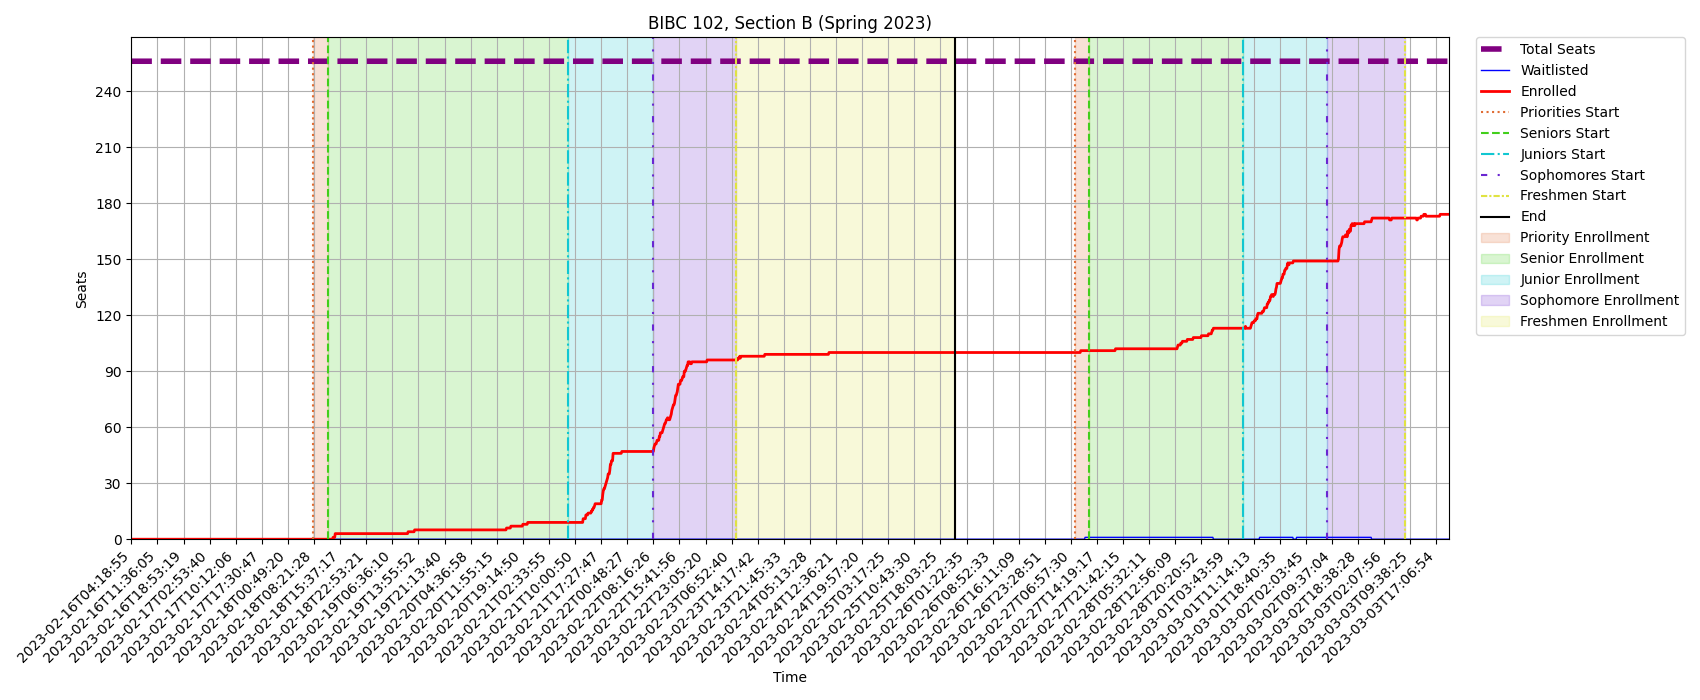 BIBC 102, Section B (Spring 2023)
Seats
240
210
180
150
120
90
60
30
0
2023-02-16T04:18:55
2023-02-16T11:36:05
2023-02-16T18:53:19
2023-02-17T02:53:40
2023-02-17T10:12:06
2023-02-17T17:30:47
2023-02-18T00:49:20
2023-02-18T08:21:28
2023-02-18T15:37:17
2023-02-18T22:53:21
2023-02-19T06:36:10
2023-02-19T13:55:52
2023-02-19T21:13:40
2023-02-20T04:36:58
2023-02-20T11:55:15
2023-02-20T19:14:50
2023-02-21T02:33:55
2023-02-21T10:00:50
2023-02-21T17:27:47
2023-02-22T00:48:27
2023-02-22T08:16:26
2023-02-22T15:41:56
2023-02-22T23:05:20
2023-02-23T06:52:40
2023-02-23T14:17:42
2023-02-23T21:45:33
2023-02-24T05:13:28
2023-02-24T12:36:21
2023-02-24T19:57:20
2023-02-25T03:17:25
2023-02-25T10:43:30
2023-02-25T18:03:25
2023-02-26T01:22:35
2023-02-26T08:52:33
2023-02-26T16:11:09
2023-02-26T23:28:51
2023-02-27T06:57:30
2023-02-27T14:19:17
2023-02-27T21:42:15
2023-02-28T05:32:11
2023-02-28T12:56:09
2023-02-28T20:20:52
2023-03-01T03:43:59
2023-03-01T11:14:13
2023-03-01T18:40:35
2023-03-02T02:03:45
2023-03-02T09:37:04
2023-03-02T18:38:28
2023-03-03T02:07:56
2023-03-03T09:38:25
2023-03-03T17:06:54
Time
Total Seats
Waitlisted
Enrolled
Priorities Start
Seniors Start
Juniors Start
Sophomores Start
Freshmen Start
End
Priority Enrollment
Senior Enrollment
Junior Enrollment
Sophomore Enrollment
Freshmen Enrollment